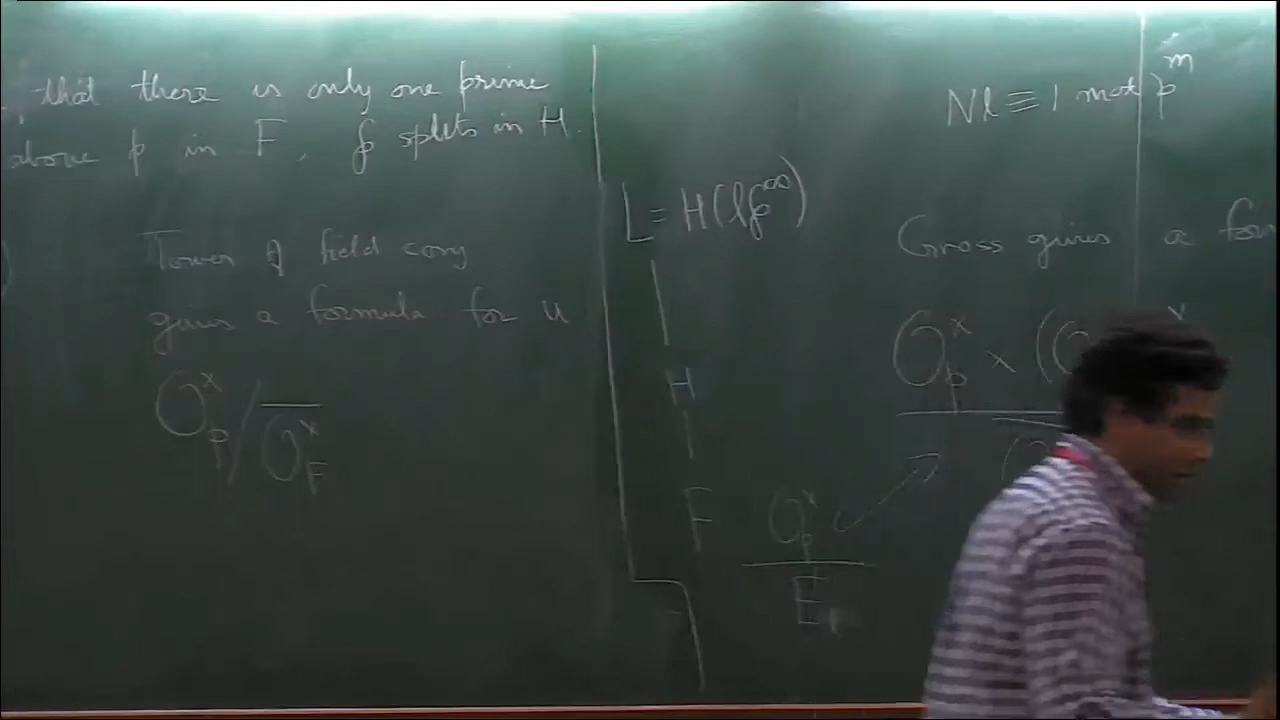 that there is only one prime
above p in F, 𝔭 splits in H.
Tower of field conj
gives a formula for u
O_p^× / \overline{O_F^×}
L = H(l𝔭^∞)
H
F
O_p^×
E
Nl ≡ 1 mod p^m
Gross gives a for
O_p^× × (O